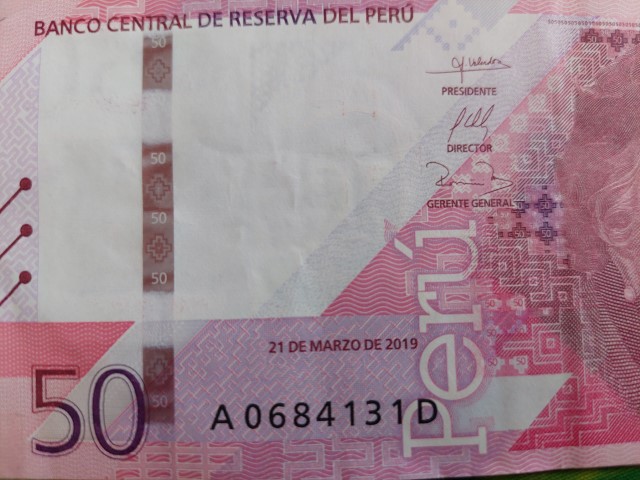 BANCO CENTRAL DE RESERVA DEL PERÚ
50
PRESIDENTE
50
DIRECTOR
50
GERENTE GENERAL
50
50
Perú
21 DE MARZO DE 2019
50
50
A0684131D